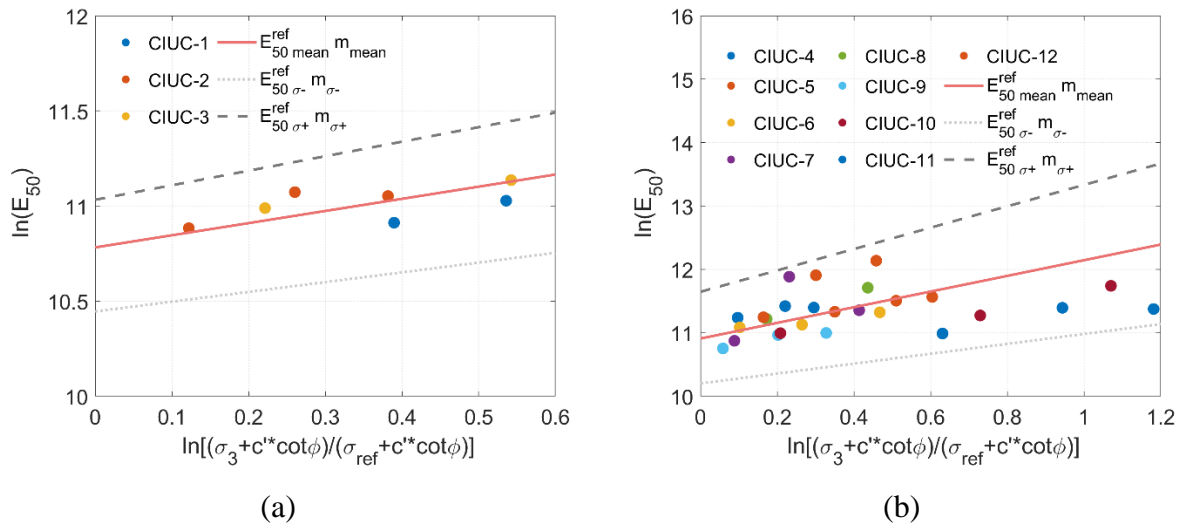 12
11.5
11
10.5
10
ln(E50)
CIUC-1
CIUC-2
CIUC-3
E50 mean^ref m mean
E50 σ-^ref m σ-
E50 σ+^ref m σ+
0 0.1 0.2 0.3 0.4 0.5 0.6
ln[(σ3+c'*cotϕ)/(σref+c'*cotϕ)]
(a)
16
15
14
13
12
11
10
ln(E50)
CIUC-4
CIUC-5
CIUC-6
CIUC-7
CIUC-8
CIUC-9
CIUC-10
CIUC-11
CIUC-12
E50 mean^ref m mean
E50 σ-^ref m σ-
E50 σ+^ref m σ+
0 0.2 0.4 0.6 0.8 1 1.2
ln[(σ3+c'*cotϕ)/(σref+c'*cotϕ)]
(b)